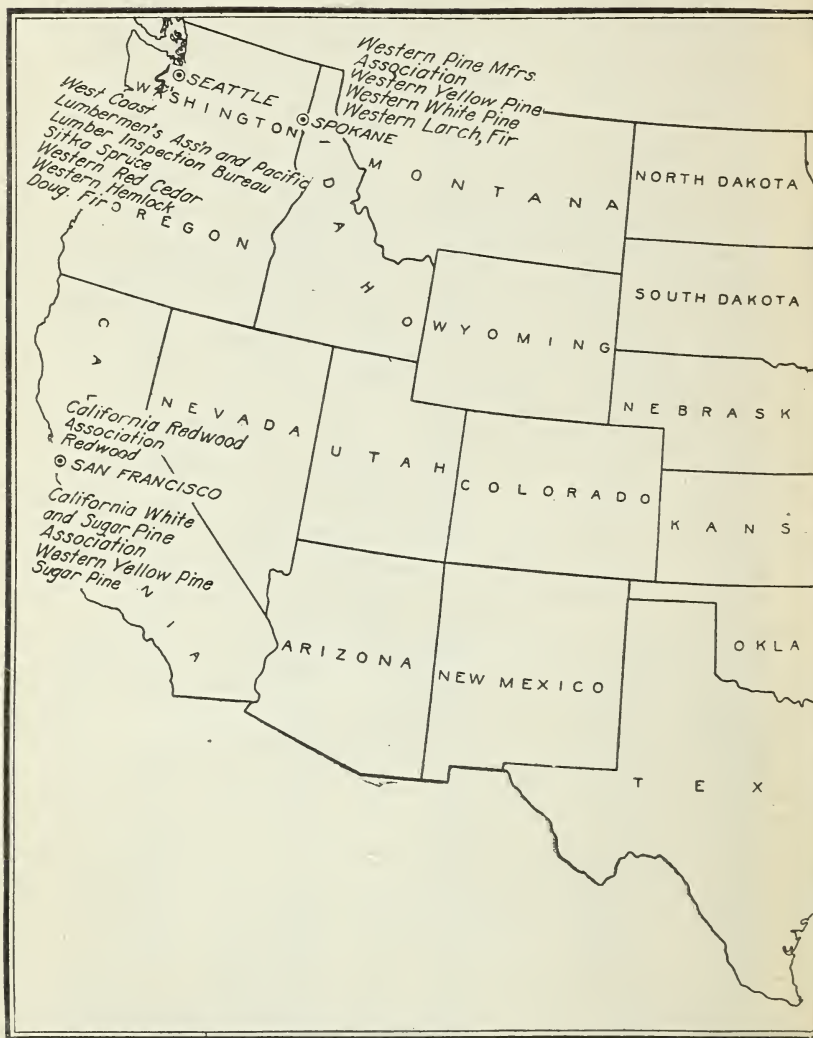 Western Pine Mfrs.
Association
Western Yellow Pine
Western White Pine
Western Larch, Fir
SEATTLE
WASHINGTON
SPOKANE
West Coast
Lumbermen's Ass'n and Pacific
Lumber Inspection Bureau
Sitka Spruce
Western Red Cedar
Western Hemlock
Doug. Fir
OREGON
IDAHO
MONTANA
NORTH DAKOTA
SOUTH DAKOTA
WYOMING
NEBRASK
CAL
NEVADA
California Redwood
Association
Redwood
SAN FRANCISCO
California White
and Sugar Pine
Association
Western Yellow Pine
Sugar Pine
NIA
UTAH
COLORADO
KANS
ARIZONA
NEW MEXICO
OKLA
TEX